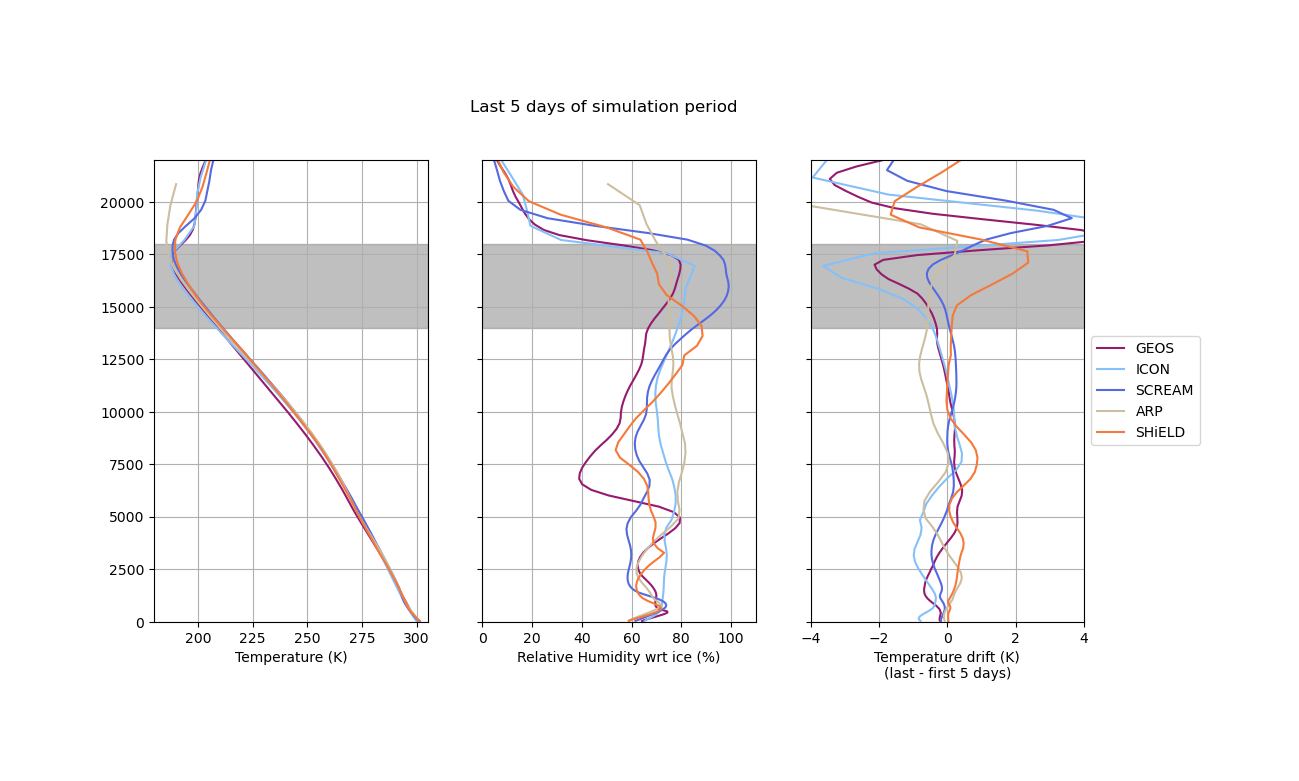 Last 5 days of simulation period
20000
17500
15000
12500
10000
7500
5000
2500
0
200 225 250 275 300
Temperature (K)
0 20 40 60 80 100
Relative Humidity wrt ice (%)
−4 −2 0 2 4
Temperature drift (K)
(last - first 5 days)
GEOS
ICON
SCREAM
ARP
SHiELD